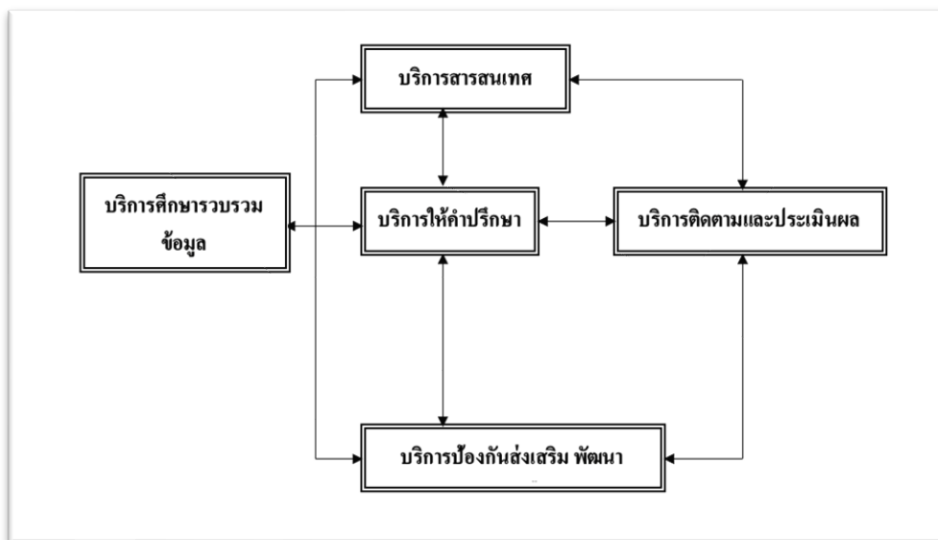 บริการสารสนเทศ
บริการศึกษารวบรวม
ข้อมูล
บริการให้คำปรึกษา
บริการติดตามและประเมินผล
บริการป้องกันส่งเสริม พัฒนา